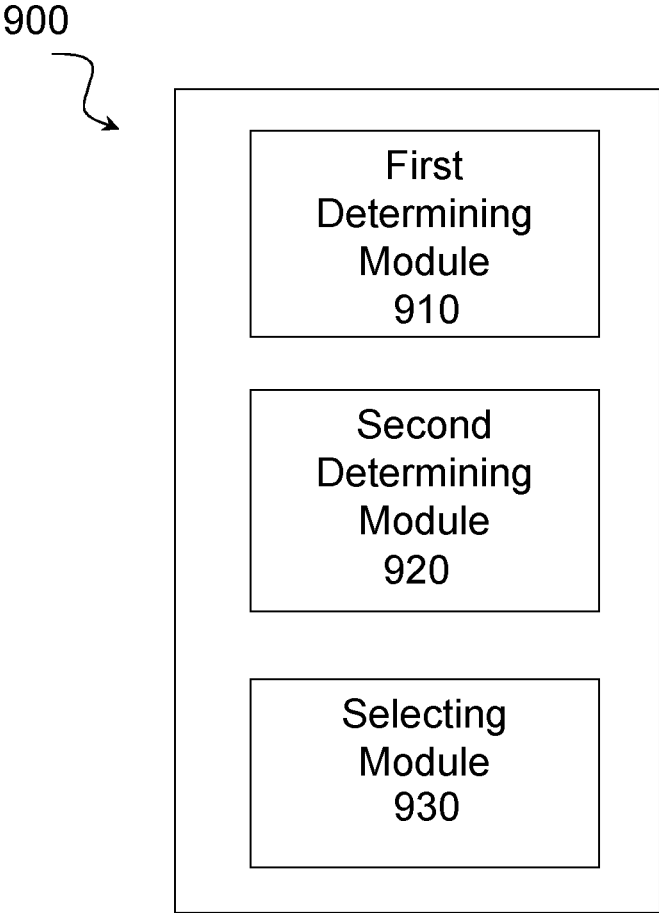 900
First
Determining
Module
910
Second
Determining
Module
920
Selecting
Module
930